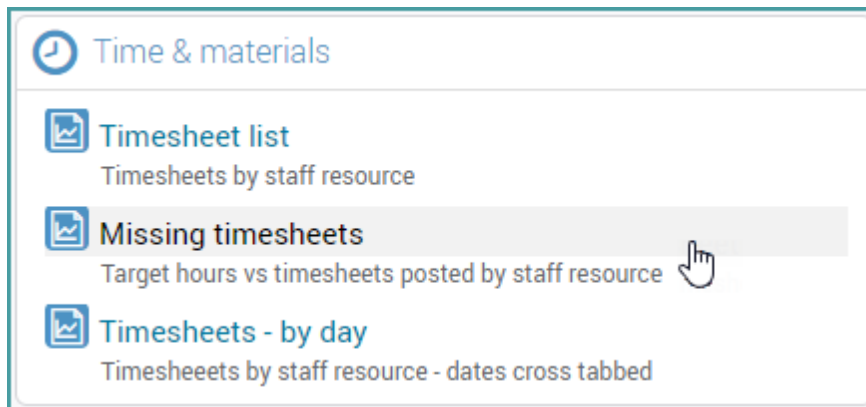 Time & materials
Timesheet list
Timesheets by staff resource
Missing timesheets
Target hours vs timesheets posted by staff resource
Timesheets - by day
Timesheeets by staff resource - dates cross tabbed